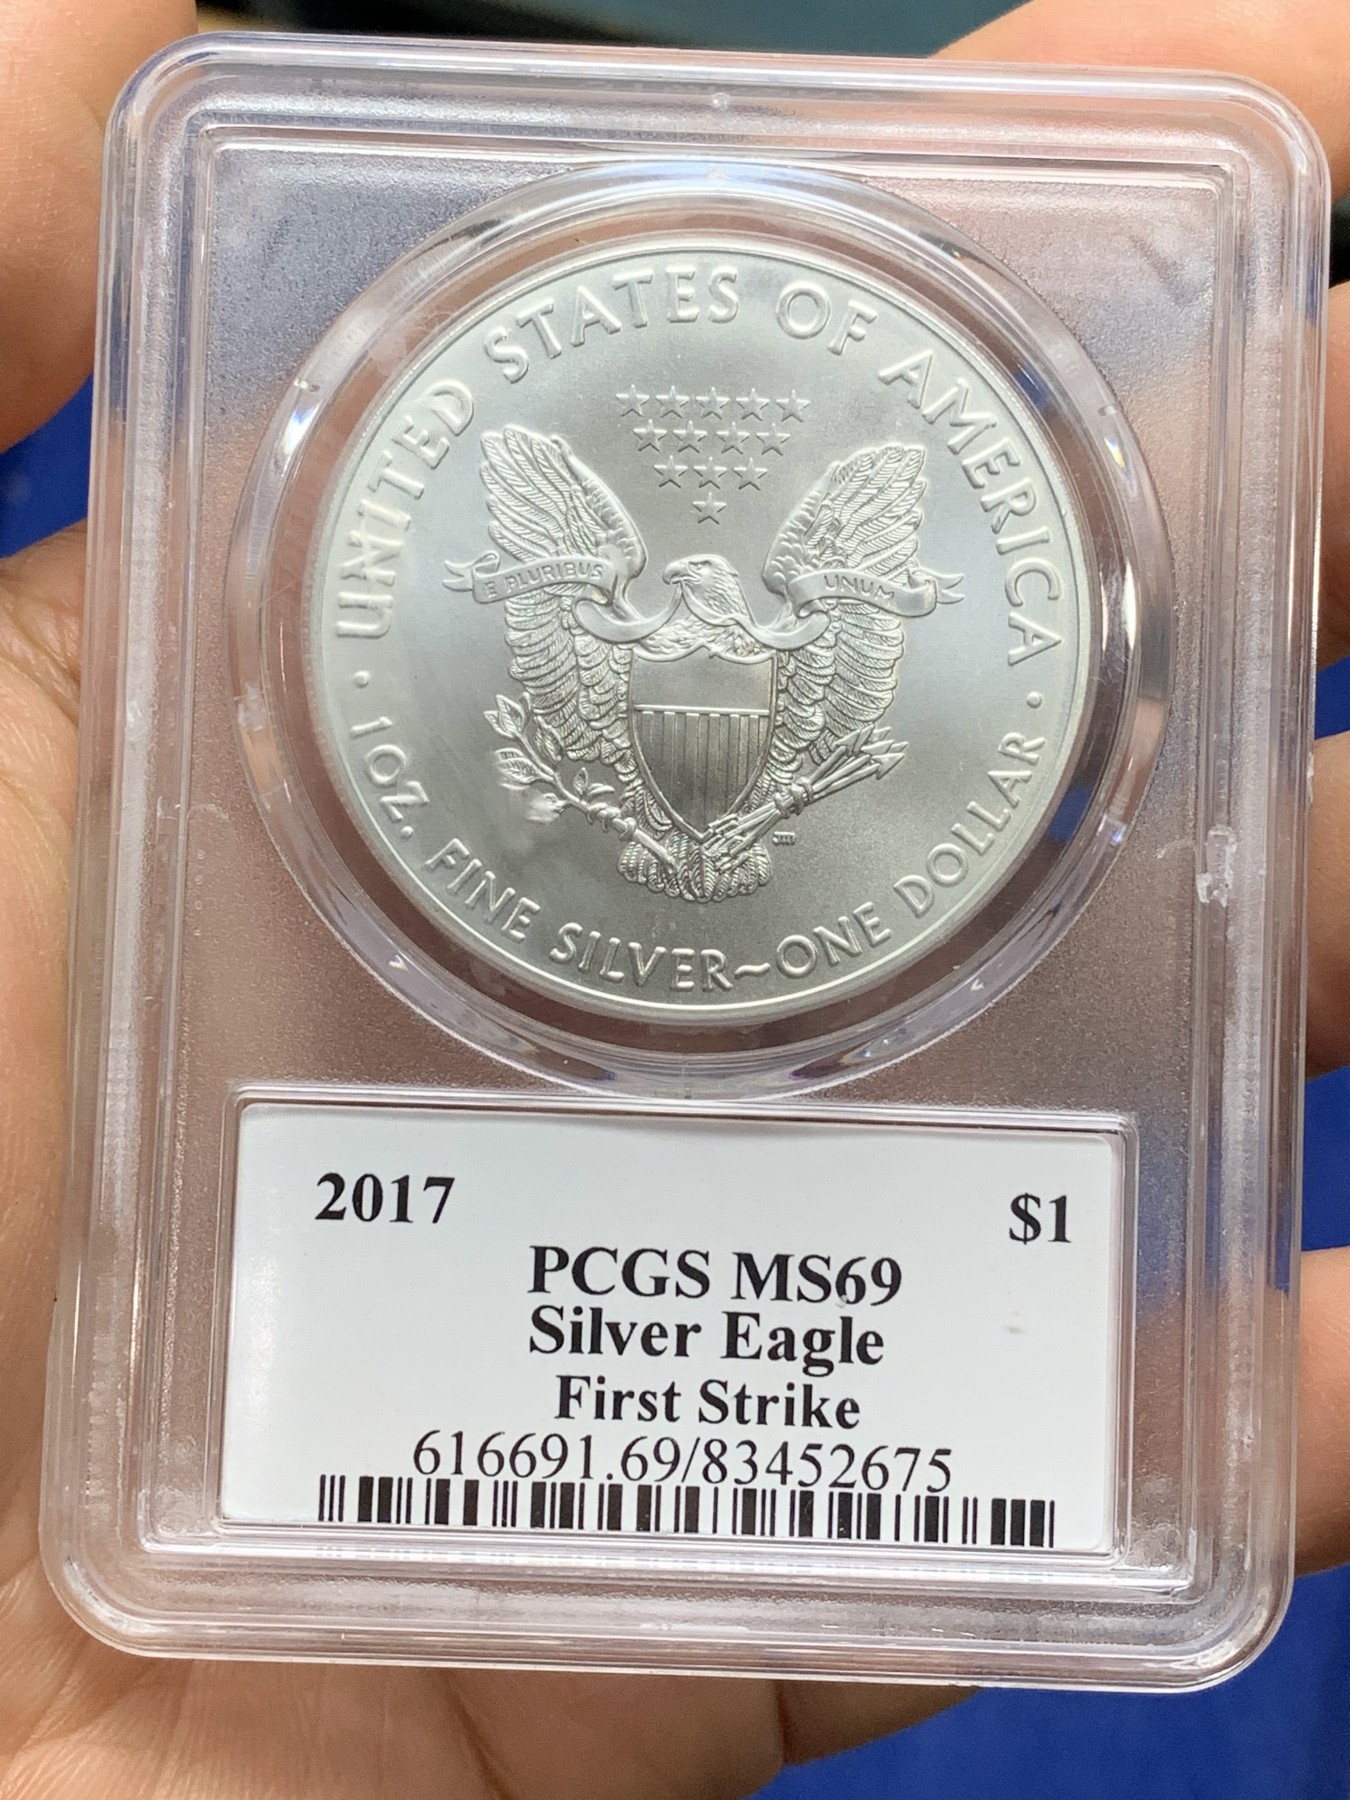 UNITED STATES OF AMERICA
E PLURIBUS UNUM
1 OZ. FINE SILVER~ONE DOLLAR
2017 $1
PCGS MS69
Silver Eagle
First Strike
616691.69/83452675